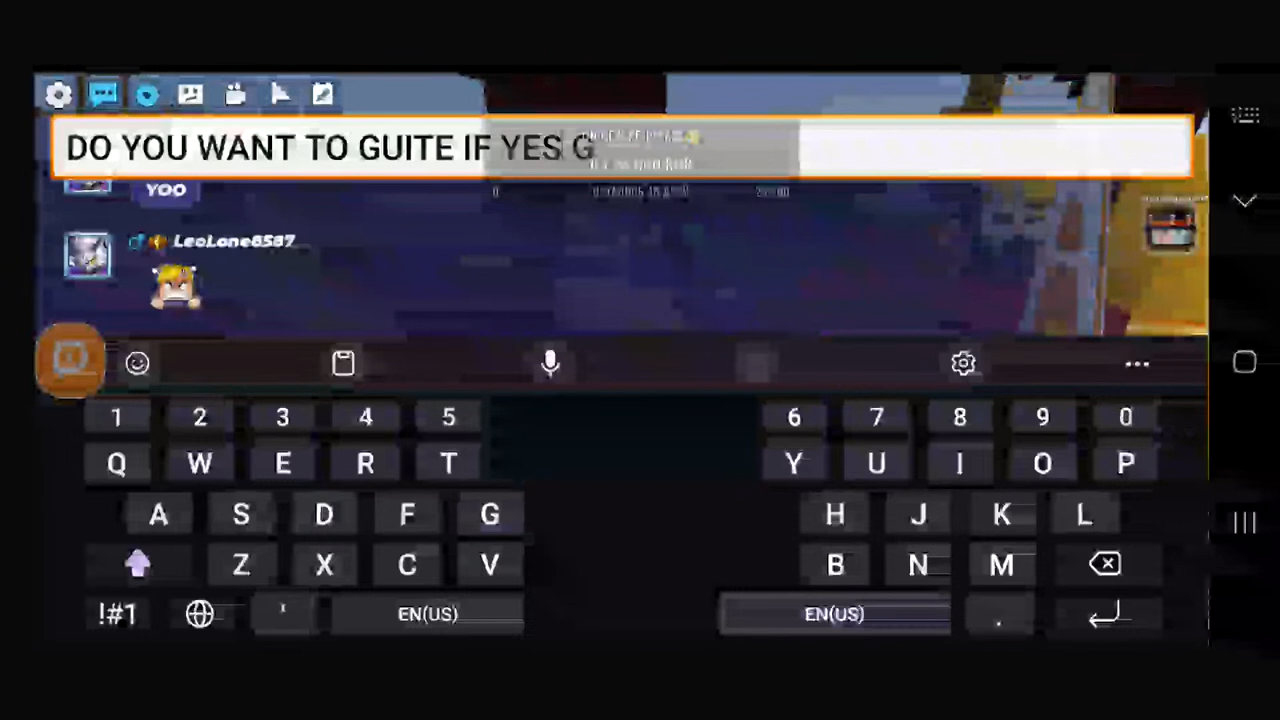 DO YOU WANT TO GUITE IF YES G
YOO
LeoLone6587
1 2 3 4 5 6 7 8 9 0
Q W E R T Y U I O P
A S D F G H J K L
Z X C V B N M
!#1 ' EN(US) EN(US) .